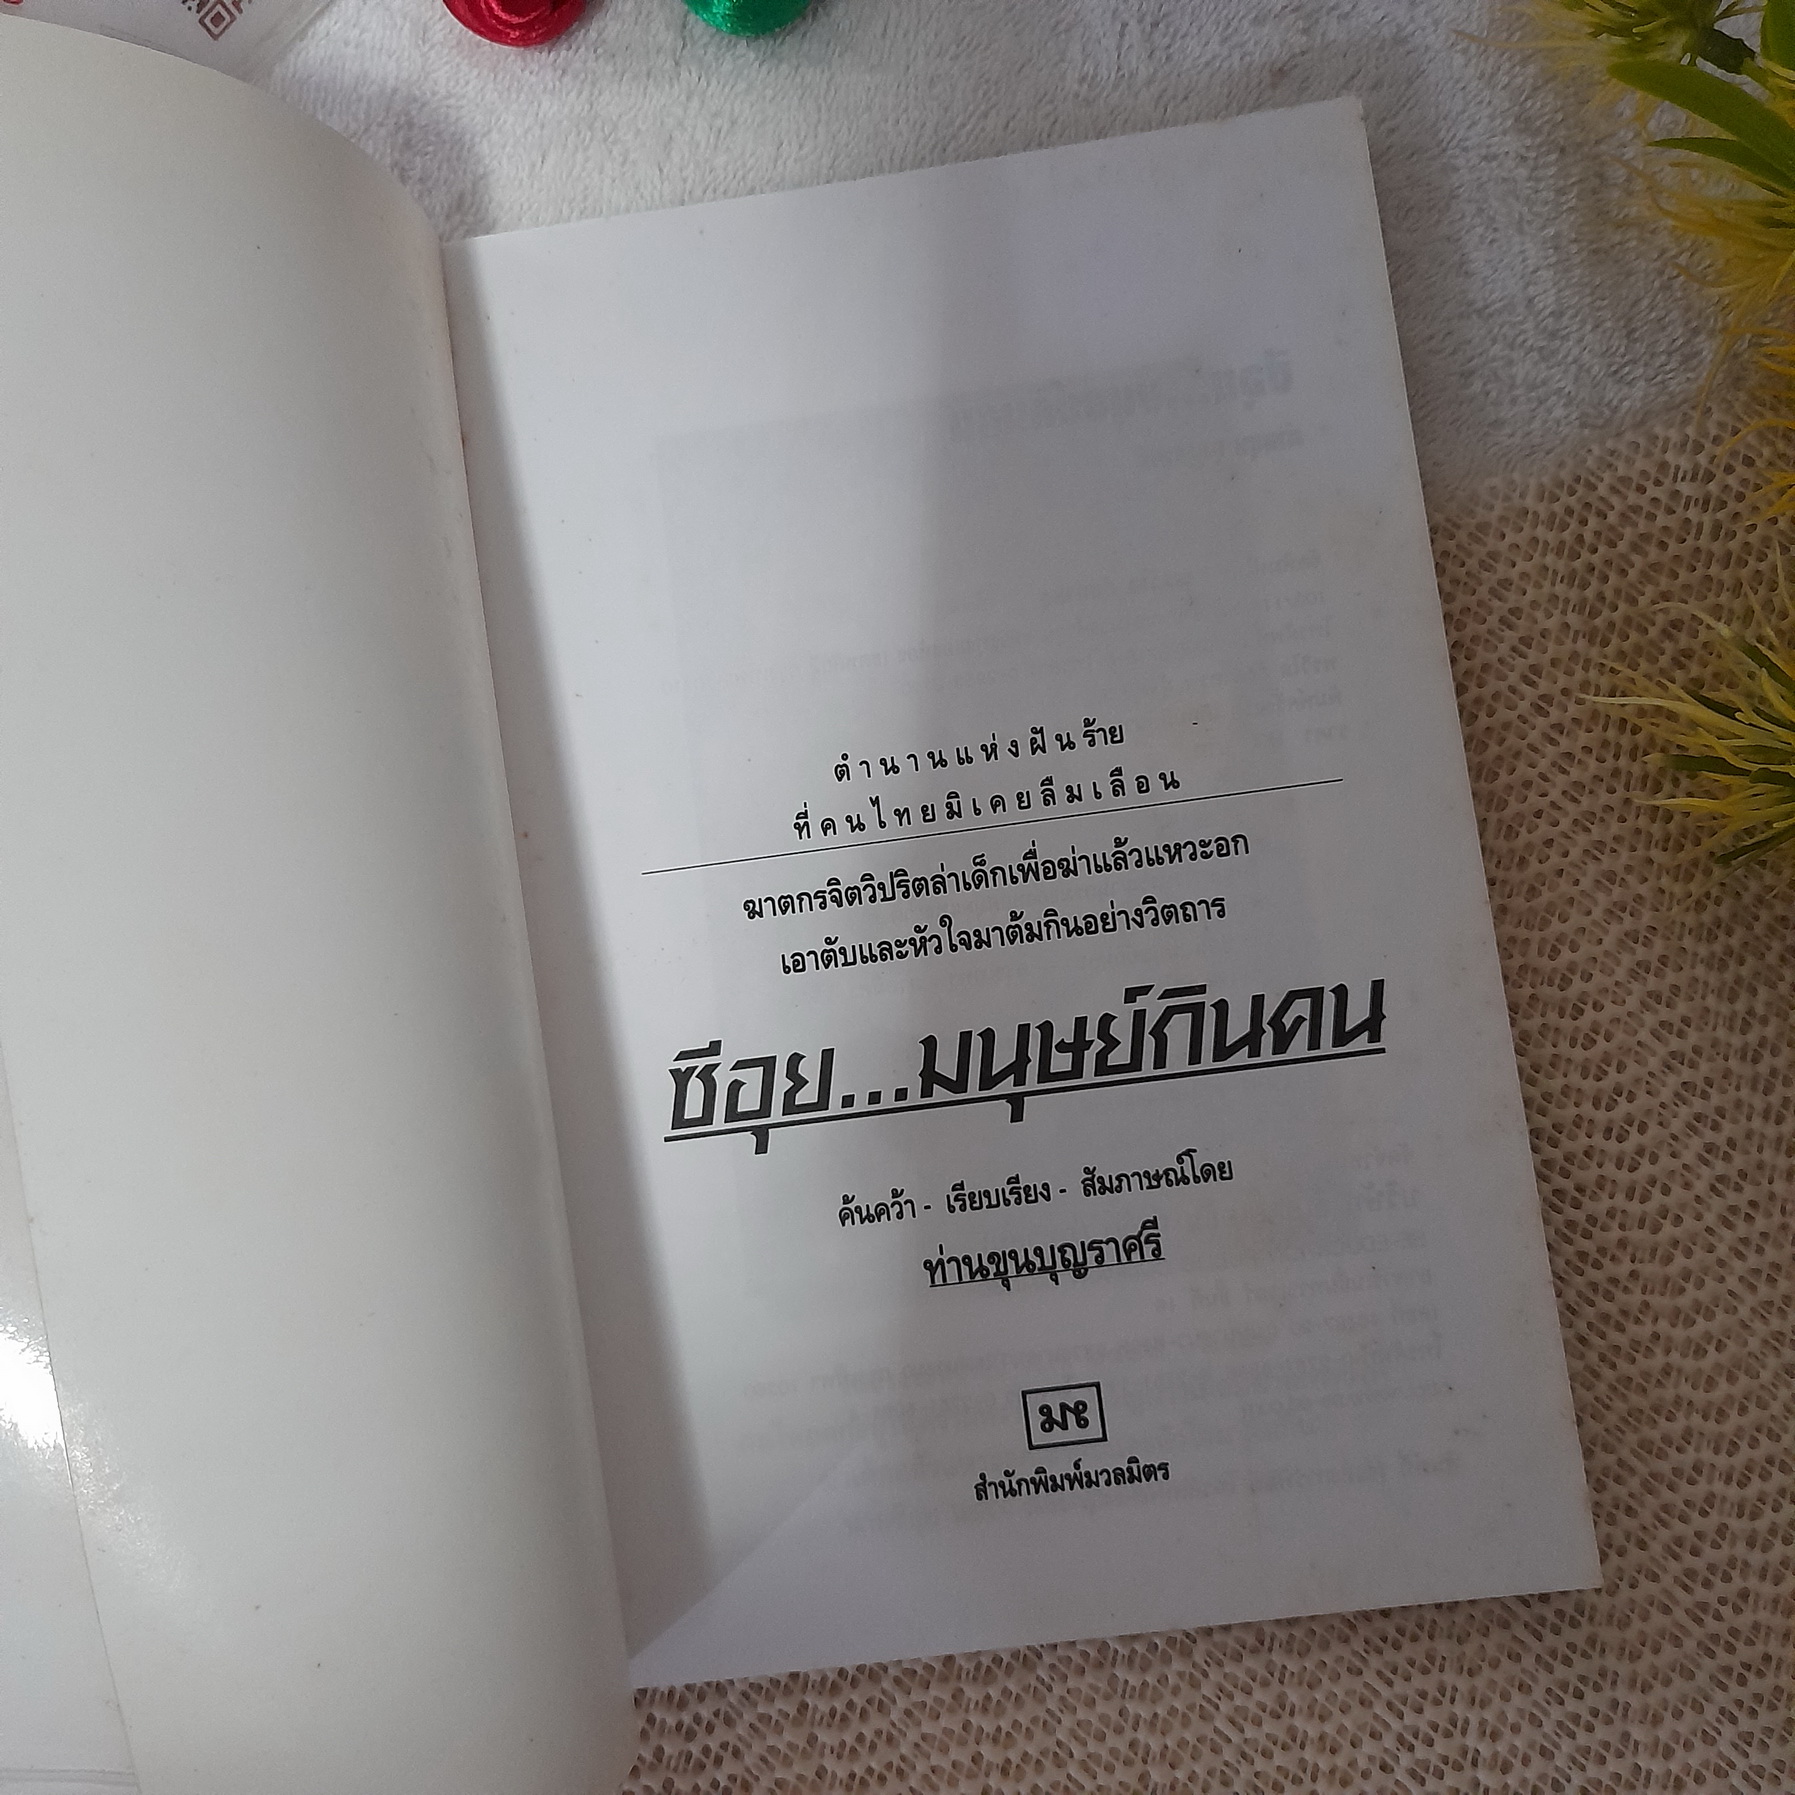 ตำนานแห่งฝันร้าย
ที่คนไทยมิเคยลืมเลือน
ฆาตกรจิตวิปริตล่าเด็กเพื่อฆ่าแล้วแหวะอก
เอาตับและหัวใจมาต้มกินอย่างวิตถาร
ซีอุย...มนุษย์กินคน
ค้นคว้า - เรียบเรียง - สัมภาษณ์โดย
ท่านขุนบุญราศรี
สำนักพิมพ์มวลมิตร